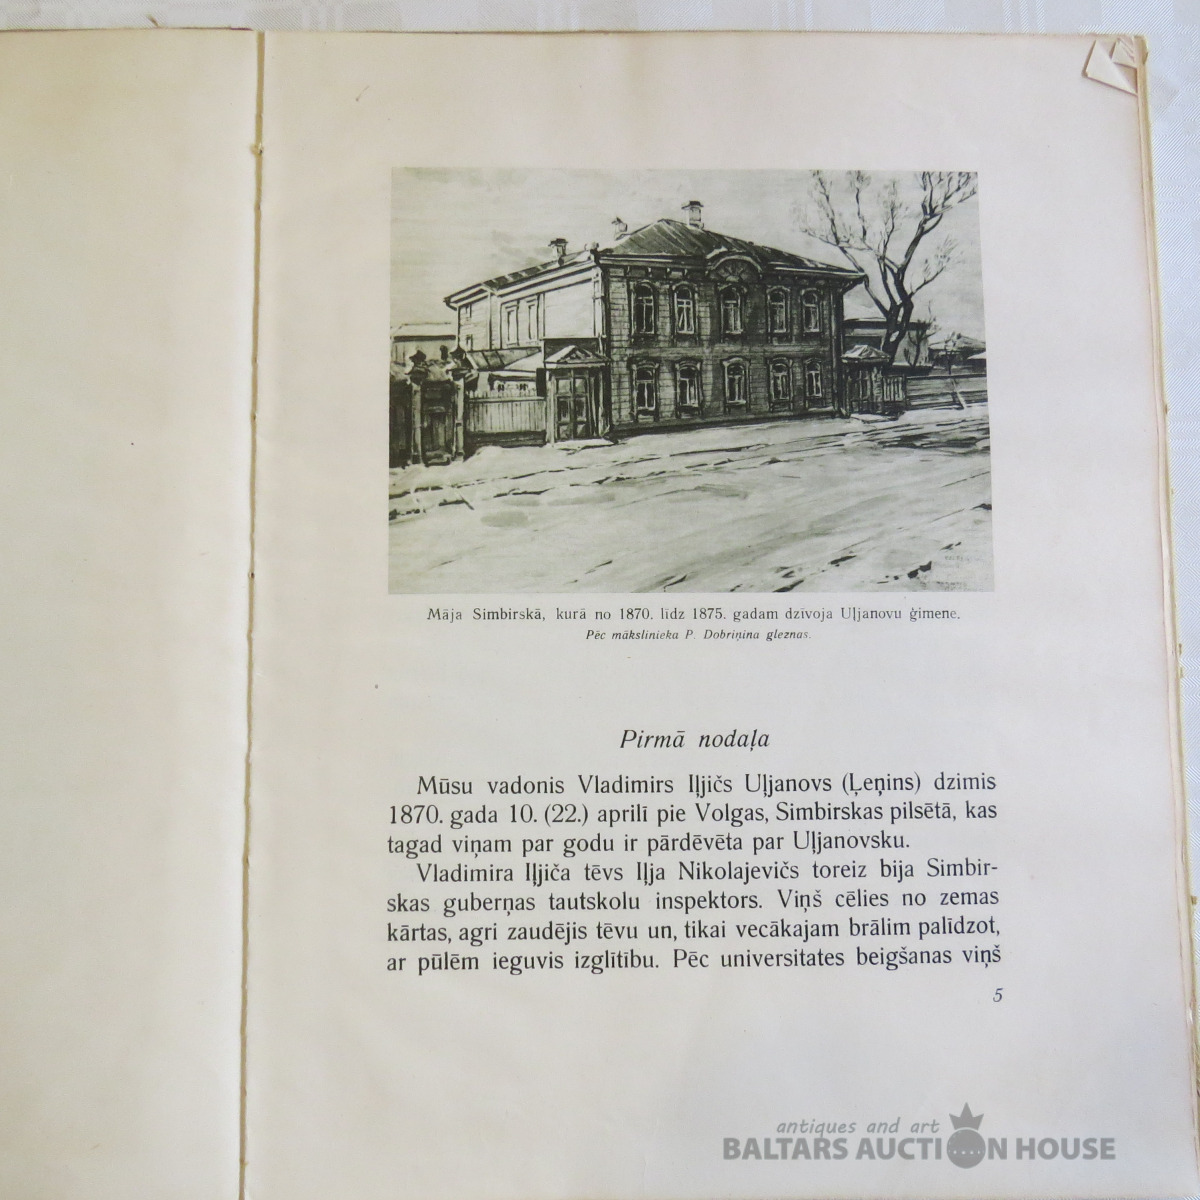 Māja Simbirskā, kurā no 1870. līdz 1875. gadam dzīvoja Uļjanovu ģimene.
Pēc mākslinieka P. Dobriņina gleznas.
Pirmā nodaļa
Mūsu vadonis Vladimirs Iļjičs Uļjanovs (Ļeņins) dzimis
1870. gada 10. (22.) aprilī pie Volgas, Simbirskas pilsētā, kas
tagad viņam par godu ir pārdēvēta par Uļjanovsku.
Vladimira Iļjiča tēvs Iļja Nikolajevičs toreiz bija Simbir-
skas guberņas tautskolu inspektors. Viņš cēlies no zemas
kārtas, agri zaudējis tēvu un, tikai vecākajam brālim palīdzot,
ar pūlēm ieguvis izglītību. Pēc universitates beigšanas viņš
5
antiques and art
BALTARS AUCTION HOUSE